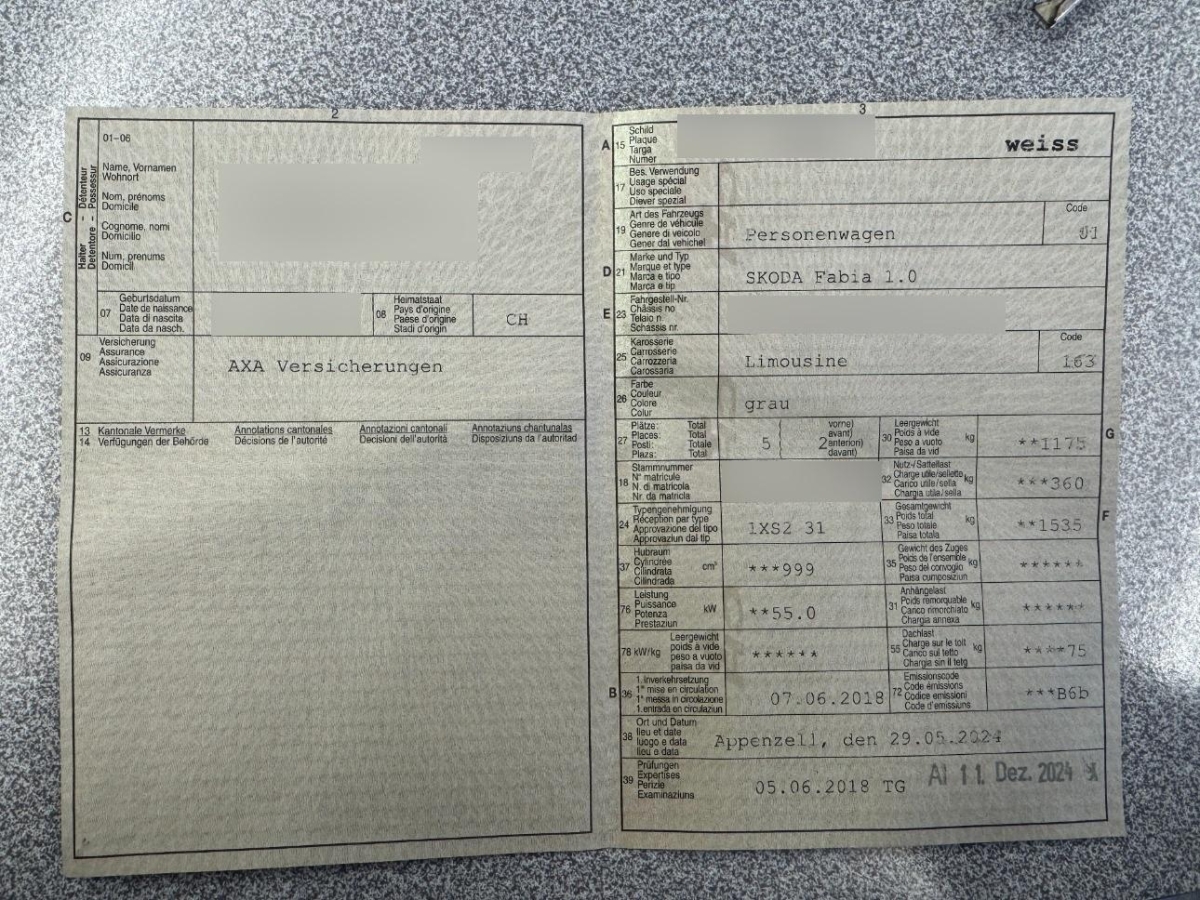 2
01–06
C
Halter - Détenteur
Detentore - Possessur
Name, Vornamen
Wohnort
Nom, prénoms
Domicile
Cognome, nomi
Domicilio
Num, prenums
Domicil
07
Geburtsdatum
Date de naissance
Data di nascita
Data da nasch.
08
Heimatstaat
Pays d'origine
Paese d'origine
Stadi d'origin
CH
09
Versicherung
Assurance
Assicurazione
Assicuranza
AXA Versicherungen
13 Kantonale Vermerke Annotations cantonales Annotazioni cantonali Annotaziuns chantunalas
14 Verfügungen der Behörde Décisions de l'autorité Decisioni dell'autorità Disposiziuns da l'autoritad
3
A 15
Schild
Plaque
Targa
Numer
weiss
17
Bes. Verwendung
Usage spécial
Uso speciale
Diever spezial
19
Art des Fahrzeugs
Genre de véhicule
Genere di veicolo
Gener dal vehichel
Personenwagen
Code
01
D 21
Marke und Typ
Marque et type
Marca e tipo
Marca e tip
SKODA Fabia 1.0
E 23
Fahrgestell-Nr.
Châssis no
Telaio n.
Schassis nr.
25
Karosserie
Carrosserie
Carrozzeria
Carossaria
Limousine
Code
163
26
Farbe
Couleur
Colore
Colur
grau
27
Plätze: Total
Places: Total
Posti: Totale
Plazs: Total
5
2
vorne)
avant)
anteriori)
davant)
G
30
Leergewicht
Poids à vide
Peso a vuoto
Paisa da vid
kg
**1175
18
Stammnummer
N° matricule
N. di matricola
Nr. da matricla
32
Nutz-/Sattellast
Charge utile/sellette
Carico utile/sella
Chargia utila/sella
kg
***360
24
Typengenehmigung
Réception par type
Approvazione del tipo
Approvaziun dal tip
1XS2 31
F
33
Gesamtgewicht
Poids total
Peso totale
Paisa totala
kg
**1535
37
Hubraum
Cylindrée
Cilindrata
Cilindrada
cm³
***999
35
Gewicht des Zuges
Poids de l'ensemble
Peso del convoglio
Paisa cumposiziun
kg
******
76
Leistung
Puissance
Potenza
Prestaziun
kW
**55.0
31
Anhängelast
Poids remorquable
Carico rimorchiato
Chargia annexa
kg
******
78 kW/kg
Leergewicht
poids à vide
peso a vuoto
paisa da vid
******
55
Dachlast
Charge sur le toit
Carico sul tetto
Chargia sin il tetg
kg
****75
B 36
1. Inverkehrsetzung
1re mise en circulation
1a messa in circolazione
1. entrada en circulaziun
07.06.2018
72
Emissionscode
Code émissions
Codice emissioni
Code d'emissiuns
***B6b
38
Ort und Datum
lieu et date
luogo e data
lieu e data
Appenzell, den 29.05.2024
39
Prüfungen
Expertises
Perizie
Examinaziuns
05.06.2018 TG
AI 11. Dez. 2024